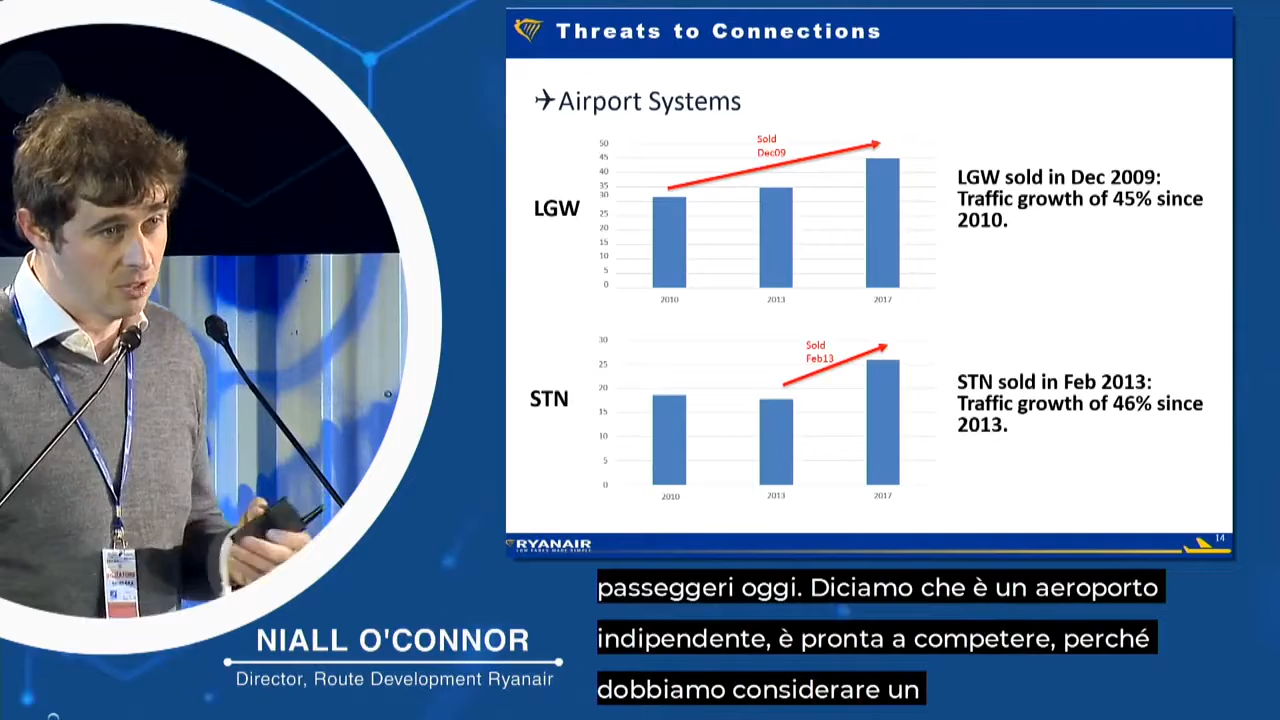 Threats to Connections
✈Airport Systems
LGW
50
45
40
35
30
25
20
15
10
5
0
Sold
Dec09
2010
2013
2017
LGW sold in Dec 2009:
Traffic growth of 45% since
2010.
STN
30
25
20
15
10
5
0
Sold
Feb13
2010
2013
2017
STN sold in Feb 2013:
Traffic growth of 46% since
2013.
RYANAIR
LOW FARES MADE SIMPLE
14
passeggeri oggi. Diciamo che è un aeroporto
indipendente, è pronta a competere, perché
dobbiamo considerare un
NIALL O'CONNOR
Director, Route Development Ryanair